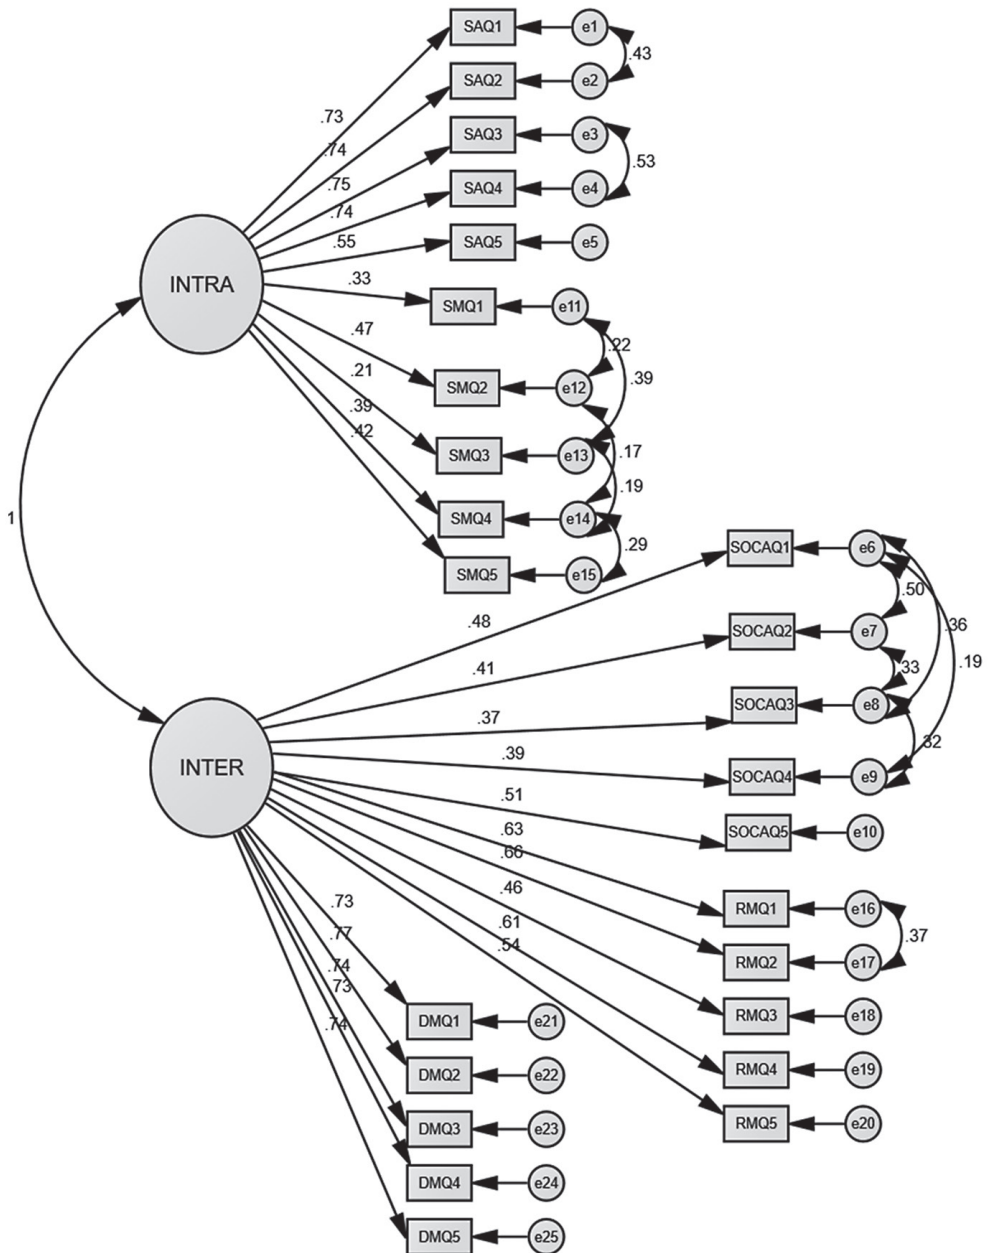 SAQ1
e1
.43
SAQ2
e2
.73
SAQ3
e3
.74
.53
.75
SAQ4
e4
.74
.55
SAQ5
e5
INTRA
.33
SMQ1
e11
.47
.22
.21
SMQ2
e12
.39
.39
.42
SMQ3
e13
.17
.19
SMQ4
e14
1
.29
SMQ5
e15
SOCAQ1
e6
.50
.48
SOCAQ2
e7
.36
.41
.33
.19
SOCAQ3
e8
.37
.32
.39
INTER
SOCAQ4
e9
.51
.63
SOCAQ5
e10
.66
.46
.73
RMQ1
e16
.61
.37
.77
.54
RMQ2
e17
.74
.73
RMQ3
e18
.74
DMQ1
e21
RMQ4
e19
DMQ2
e22
RMQ5
e20
DMQ3
e23
DMQ4
e24
DMQ5
e25